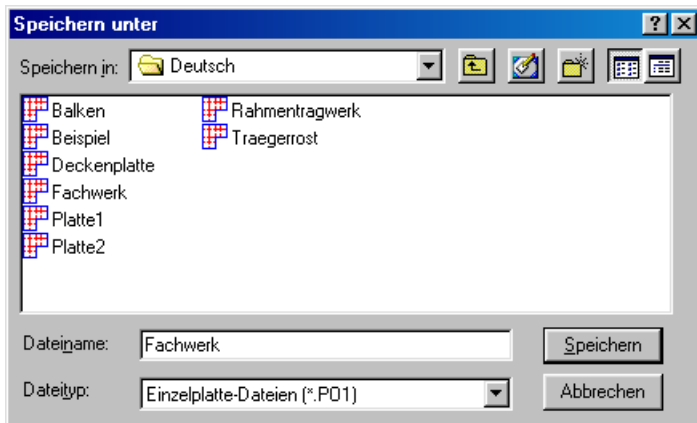 Speichern unter
Speichern in: Deutsch
Balken
Beispiel
Deckenplatte
Fachwerk
Platte1
Platte2
Rahmentragwerk
Traegerrost
Dateiname: Fachwerk Speichern
Dateityp: Einzelplatte-Dateien (*.PO1) Abbrechen